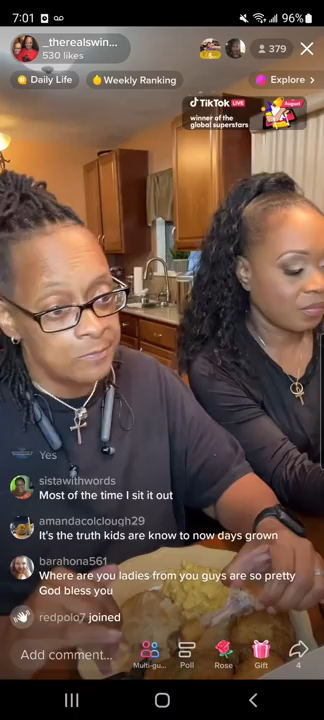 7:01
96%
_therealswin...
530 likes
379
Daily Life
Weekly Ranking
Explore >
TikTok LIVE
August
winner of the
global superstars
Yes
sistawithwords
Most of the time I sit it out
amandacolclough29
It's the truth kids are know to now days grown
barahona561
Where are you ladies from you guys are so pretty
God bless you
redpolo7 joined
Add comment...
Multi-gu...
Poll
Rose
Gift
4